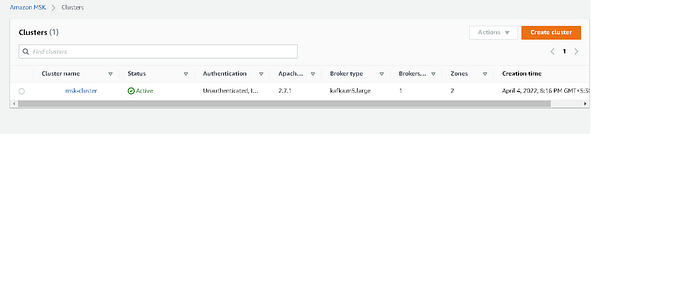 Amazon MSK > Clusters
Clusters (1)
Actions
Create cluster
Find clusters
1
Cluster name Status Authentication Apach... Broker type Brokers... Zones Creation time
msk-cluster Active Unauthenticated, I... 2.7.1 kafka.m5.large 1 2 April 4, 2022, 6:16 PM GMT+5:3